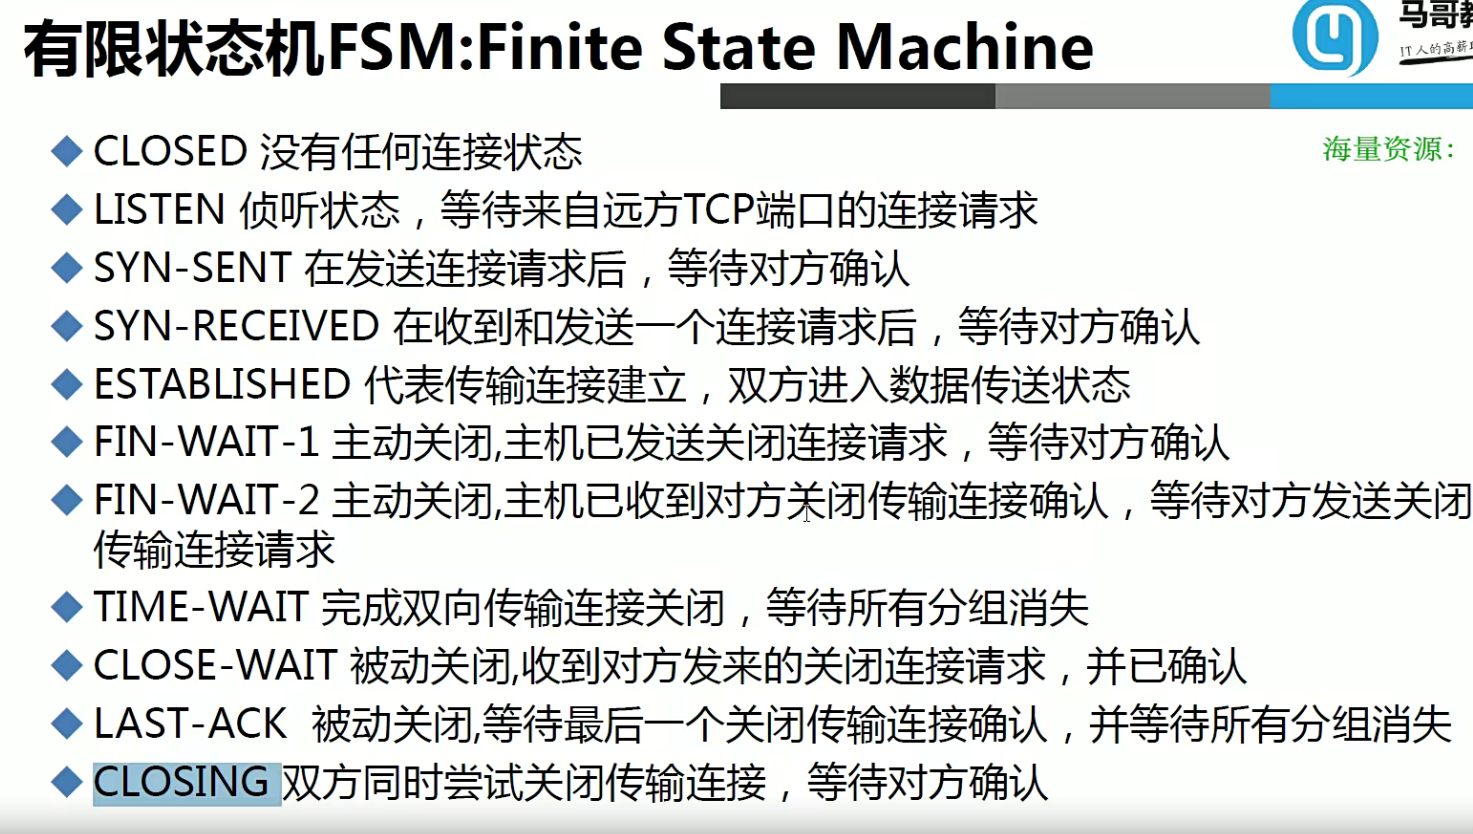 有限状态机FSM:Finite State Machine
马哥教
IT人的高薪
海量资源：
CLOSED 没有任何连接状态
LISTEN 侦听状态，等待来自远方TCP端口的连接请求
SYN-SENT 在发送连接请求后，等待对方确认
SYN-RECEIVED 在收到和发送一个连接请求后，等待对方确认
ESTABLISHED 代表传输连接建立，双方进入数据传送状态
FIN-WAIT-1 主动关闭,主机已发送关闭连接请求，等待对方确认
FIN-WAIT-2 主动关闭,主机已收到对方关闭传输连接确认，等待对方发送关闭
传输连接请求
TIME-WAIT 完成双向传输连接关闭，等待所有分组消失
CLOSE-WAIT 被动关闭,收到对方发来的关闭连接请求，并已确认
LAST-ACK 被动关闭,等待最后一个关闭传输连接确认，并等待所有分组消失
CLOSING 双方同时尝试关闭传输连接，等待对方确认